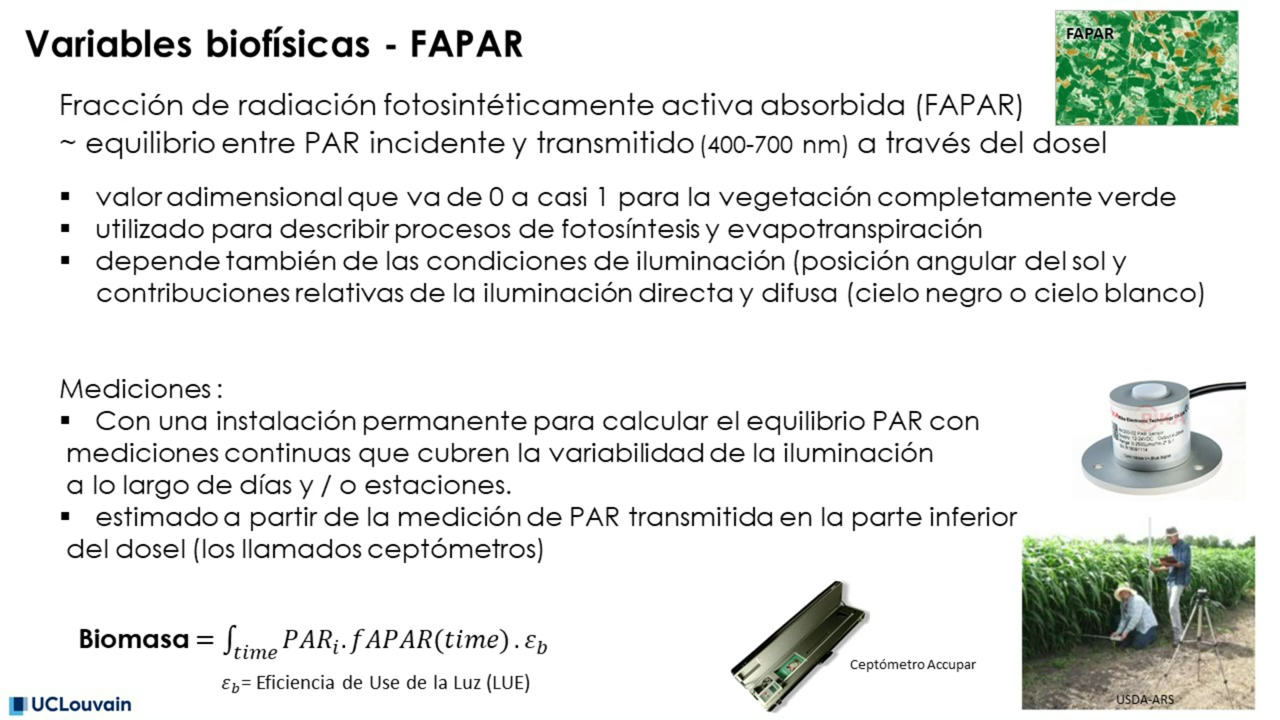 Variables biofísicas - FAPAR
FAPAR
Fracción de radiación fotosintéticamente activa absorbida (FAPAR)
~ equilibrio entre PAR incidente y transmitido (400-700 nm) a través del dosel
▪ valor adimensional que va de 0 a casi 1 para la vegetación completamente verde
▪ utilizado para describir procesos de fotosíntesis y evapotranspiración
▪ depende también de las condiciones de iluminación (posición angular del sol y
contribuciones relativas de la iluminación directa y difusa (cielo negro o cielo blanco)
Mediciones :
▪ Con una instalación permanente para calcular el equilibrio PAR con
mediciones continuas que cubren la variabilidad de la iluminación
a lo largo de días y / o estaciones.
▪ estimado a partir de la medición de PAR transmitida en la parte inferior
del dosel (los llamados ceptómetros)
Biomasa = ∫time PARi. fAPAR(time) . εb
εb= Eficiencia de Use de la Luz (LUE)
Ceptómetro Accupar
USDA-ARS
UCLouvain